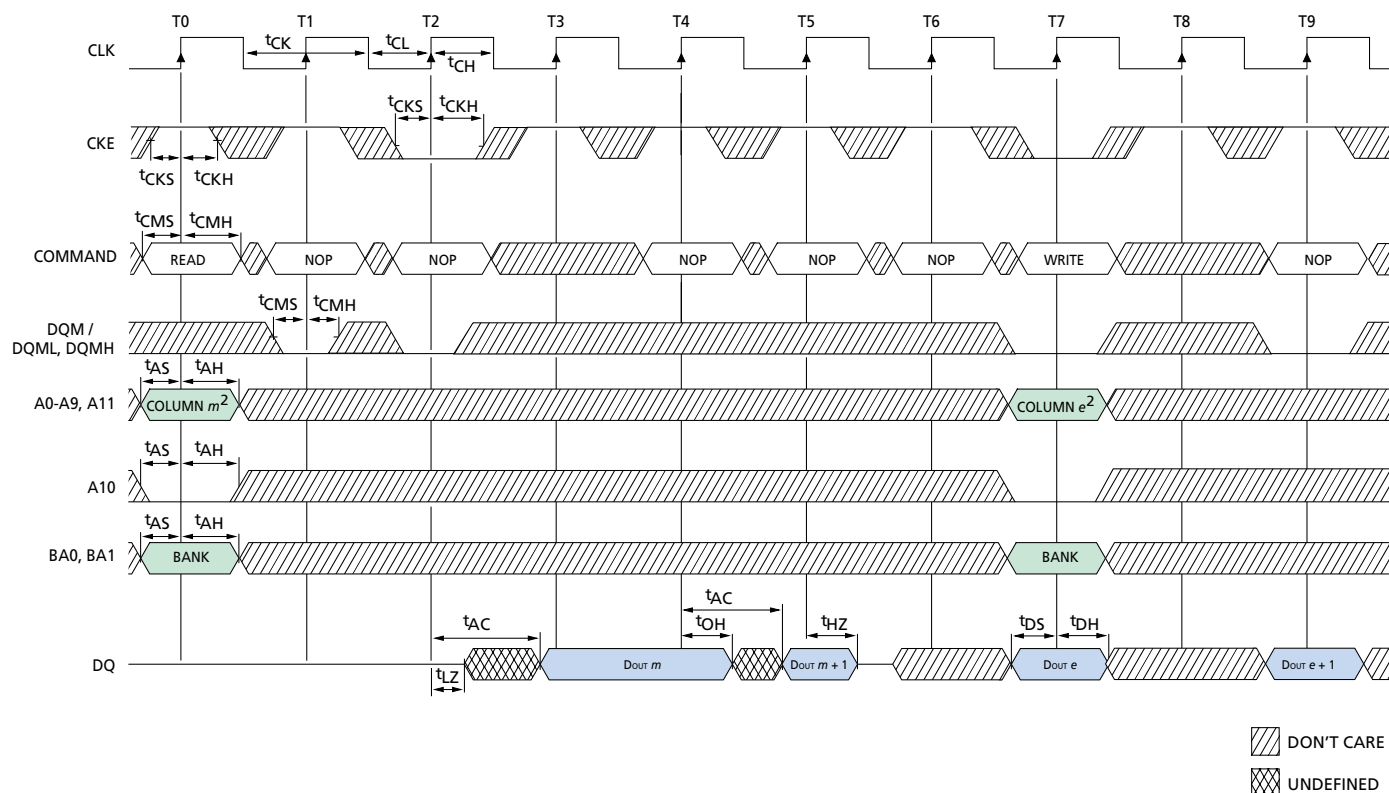 T0 T1 T2 T3 T4 T5 T6 T7 T8 T9
CLK tCK tCL
tCH
tCKS tCKH
CKE
tCKS tCKH
tCMS tCMH
COMMAND READ NOP NOP NOP NOP NOP WRITE NOP
tCMS tCMH
DQM /
DQML, DQMH
tAS tAH
A0-A9, A11 COLUMN m2 COLUMN e2
tAS tAH
A10
tAS tAH
BA0, BA1 BANK BANK
tAC
tAC tOH tHZ tDS tDH
DQ DOUT m DOUT m + 1 DOUT e DOUT e + 1
tLZ
DON'T CARE
UNDEFINED